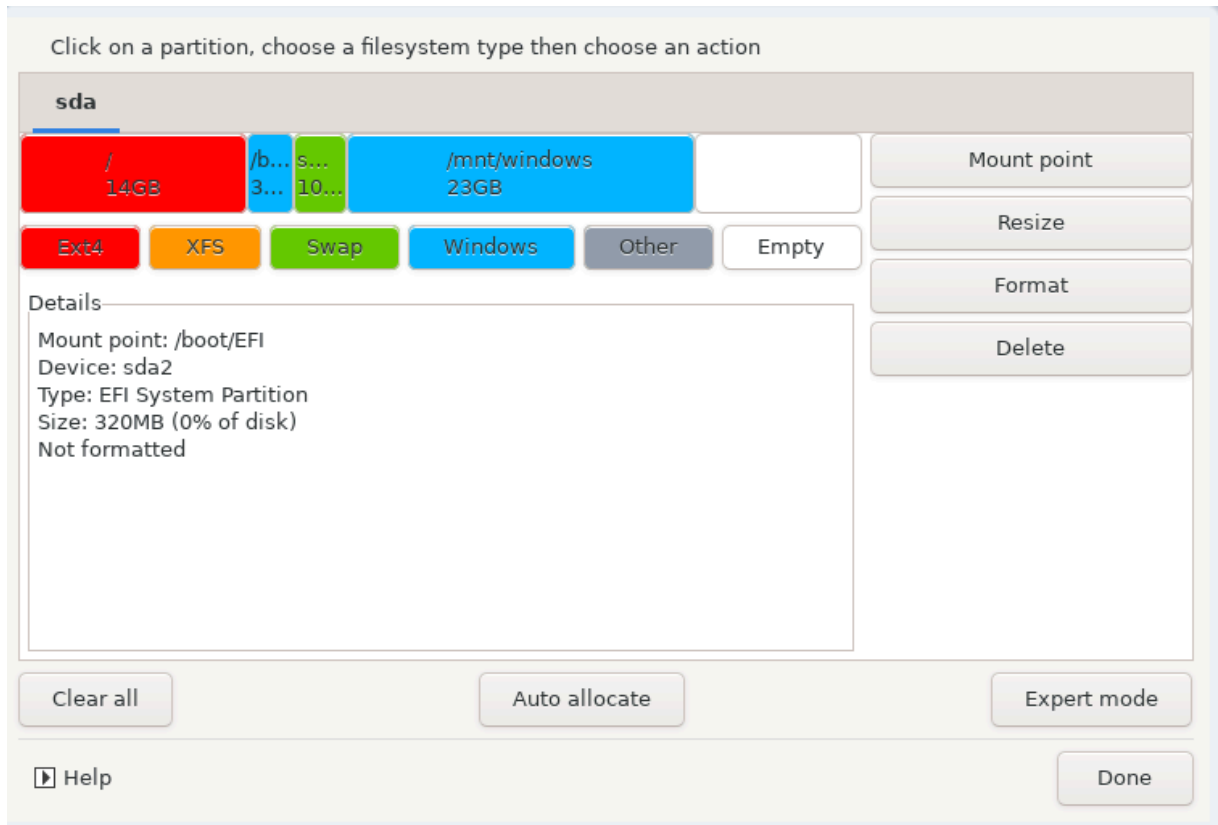 Click on a partition, choose a filesystem type then choose an action
sda
/
14GB
/b...
3...
s...
10...
/mnt/windows
23GB
Mount point
Resize
Format
Delete
Ext4
XFS
Swap
Windows
Other
Empty
Details
Mount point: /boot/EFI
Device: sda2
Type: EFI System Partition
Size: 320MB (0% of disk)
Not formatted
Clear all
Auto allocate
Expert mode
Help
Done